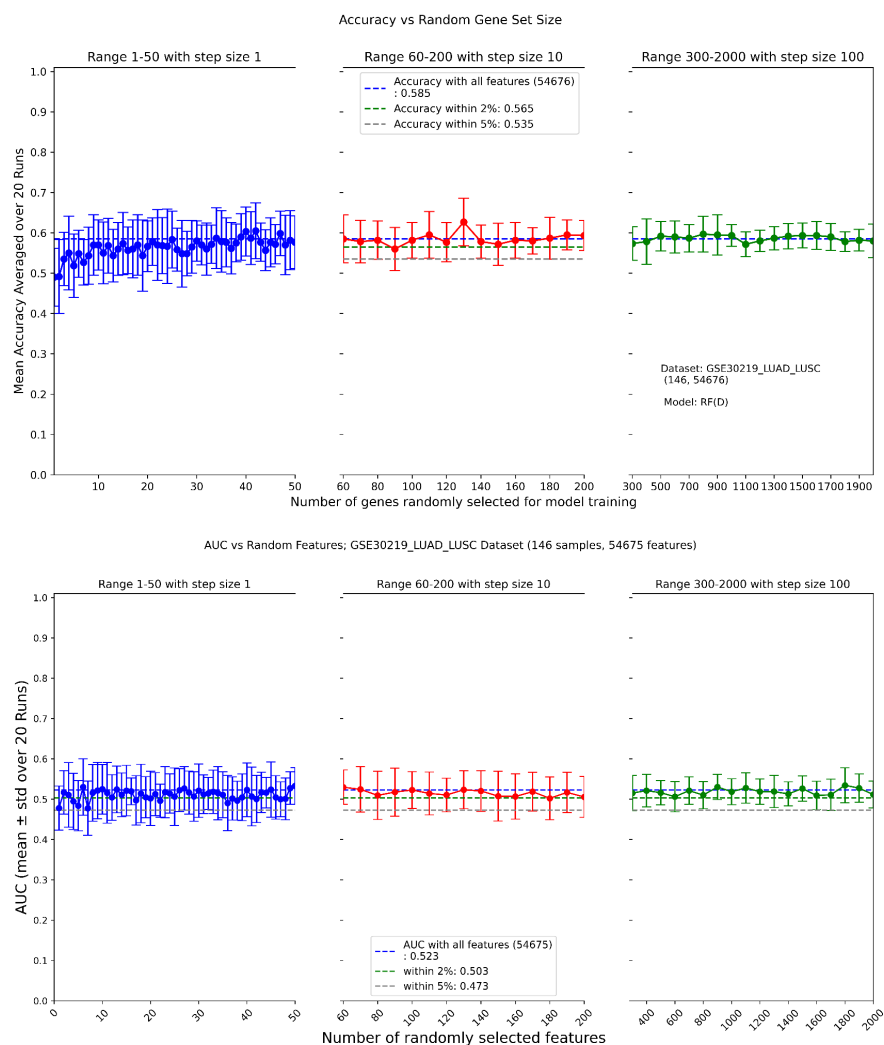 Accuracy vs Random Gene Set Size
Range 1-50 with step size 1
Range 60-200 with step size 10
Range 300-2000 with step size 100
1.0
0.9
0.8
0.7
0.6
0.5
0.4
0.3
0.2
0.1
0.0
Mean Accuracy Averaged over 20 Runs
Accuracy with all features (54676)
: 0.585
Accuracy within 2%: 0.565
Accuracy within 5%: 0.535
Dataset: GSE30219_LUAD_LUSC
(146, 54676)
Model: RF(D)
10 20 30 40 50
60 80 100 120 140 160 180 200
300 500 700 900 1100 1300 1500 1700 1900
Number of genes randomly selected for model training
AUC vs Random Features; GSE30219_LUAD_LUSC Dataset (146 samples, 54675 features)
Range 1-50 with step size 1
Range 60-200 with step size 10
Range 300-2000 with step size 100
1.0
0.9
0.8
0.7
0.6
0.5
0.4
0.3
0.2
0.1
0.0
AUC (mean ± std over 20 Runs)
AUC with all features (54675)
: 0.523
within 2%: 0.503
within 5%: 0.473
0 10 20 30 40 50
60 80 100 120 140 160 180 200
400 600 800 1000 1200 1400 1600 1800 2000
Number of randomly selected features